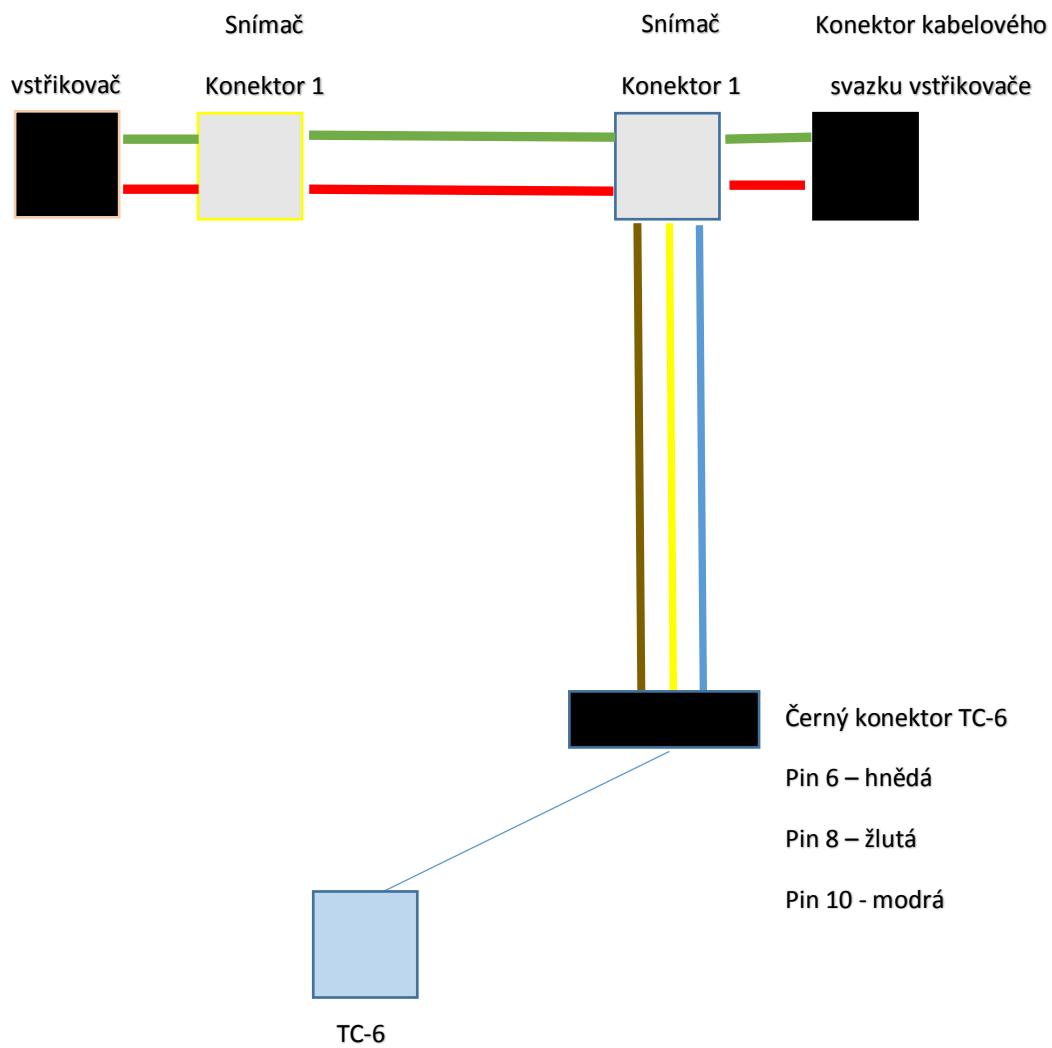 Snímač
Snímač
Konektor kabelového
vstřikovač
Konektor 1
Konektor 1
svazku vstřikovače
Černý konektor TC-6
Pin 6 – hnědá
Pin 8 – žlutá
Pin 10 - modrá
TC-6